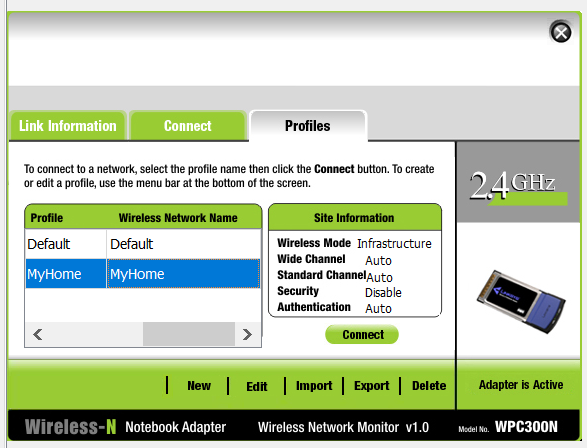 Link Information
Connect
Profiles
To connect to a network, select the profile name then click the Connect button. To create
or edit a profile, use the menu bar at the bottom of the screen.
2.4GHz
Profile Wireless Network Name
Default Default
MyHome MyHome
Site Information
Wireless Mode Infrastructure
Wide Channel Auto
Standard Channel Auto
Security Disable
Authentication Auto
Connect
New
Edit
Import
Export
Delete
Adapter is Active
Wireless-N Notebook Adapter Wireless Network Monitor v1.0 Model No. WPC300N